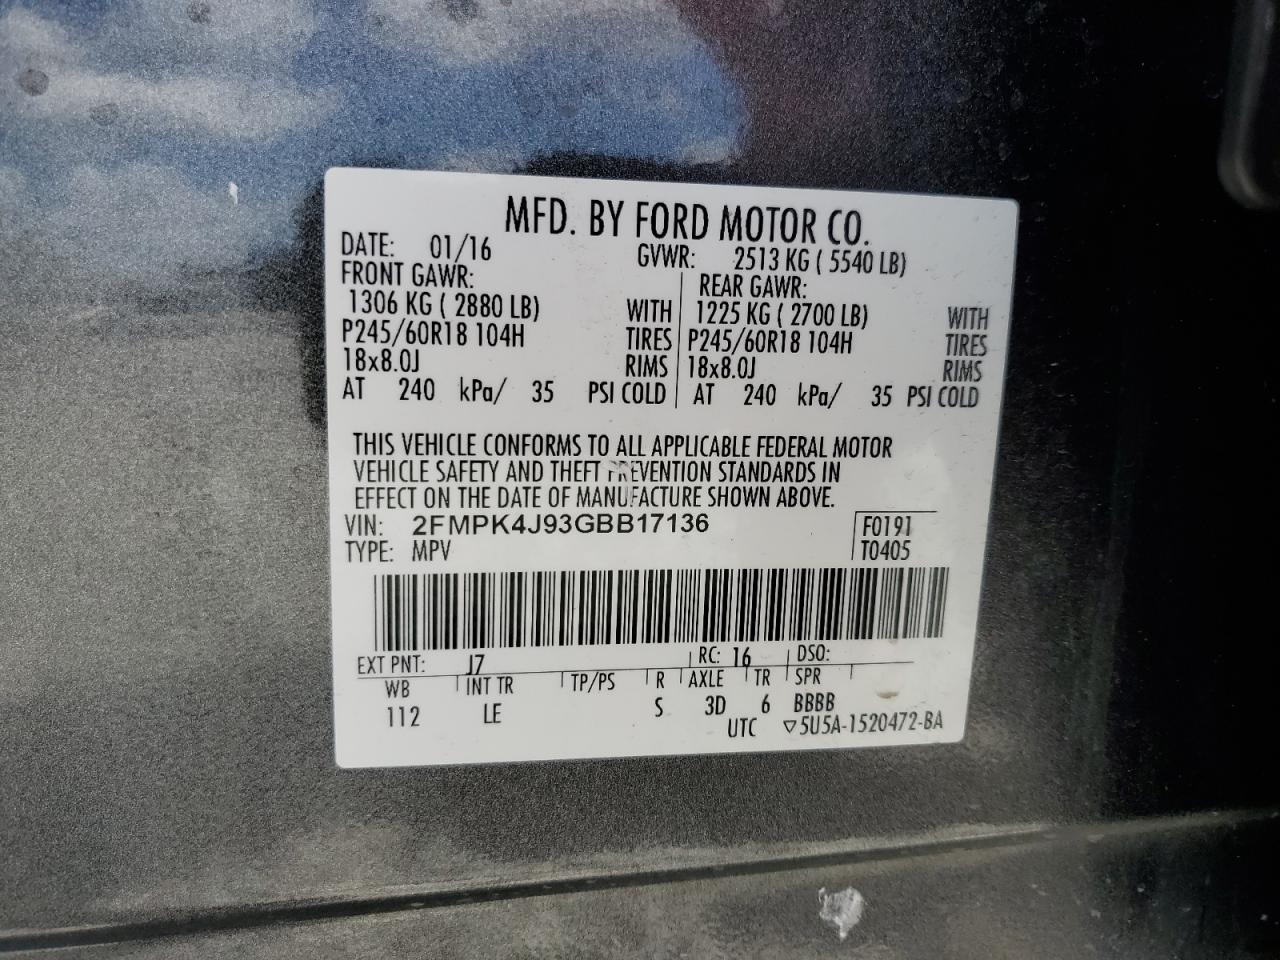 MFD. BY FORD MOTOR CO.
DATE: 01/16 GVWR: 2513 KG ( 5540 LB)
FRONT GAWR: REAR GAWR:
1306 KG ( 2880 LB) WITH 1225 KG ( 2700 LB) WITH
P245/60R18 104H TIRES P245/60R18 104H TIRES
18x8.0J RIMS 18x8.0J RIMS
AT 240 kPa/ 35 PSI COLD AT 240 kPa/ 35 PSI COLD
THIS VEHICLE CONFORMS TO ALL APPLICABLE FEDERAL MOTOR
VEHICLE SAFETY AND THEFT PREVENTION STANDARDS IN
EFFECT ON THE DATE OF MANUFACTURE SHOWN ABOVE.
VIN: 2FMPK4J93GBB17136 F0191
TYPE: MPV T0405
EXT PNT: J7 RC: 16 DSO:
WB INT TR TP/PS R AXLE TR SPR
112 LE S 3D 6 BBBB
UTC ▽5U5A-1520472-BA